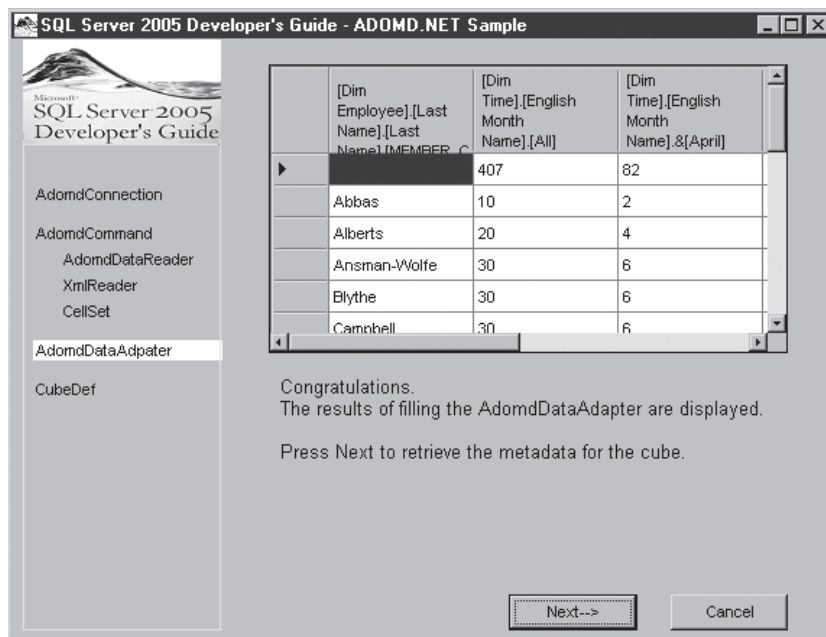 SQL Server 2005 Developer's Guide - ADOMD.NET Sample
Microsoft
SQL Server 2005
Developer's Guide
AdomdConnection
AdomdCommand
AdomdDataReader
XmlReader
CellSet
AdomdDataAdpater
CubeDef
[Dim
Employee].[Last
Name].[Last
Name].[MEMBER_C
[Dim
Time].[English
Month
Name].[All]
[Dim
Time].[English
Month
Name].&[April]
407 82
Abbas 10 2
Alberts 20 4
Ansman-Wolfe 30 6
Blythe 30 6
Campbell 30 6
Congratulations.
The results of filling the AdomdDataAdapter are displayed.
Press Next to retrieve the metadata for the cube.
Next-->
Cancel